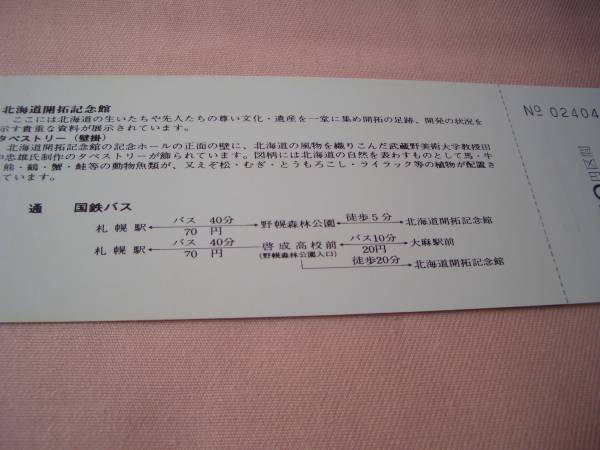 北海道開拓記念館
ここには北海道の生いたちや先人たちの尊い文化・遺産を一堂に集め開拓の足跡、開発の状況を
示す貴重な資料が展示されています。
タペストリー(壁掛)
北海道開拓記念館の記念ホールの正面の壁に、北海道の風物を織りこんだ武蔵野美術大学教授田
中忠雄氏制作のタペストリーが飾られています。図柄には北海道の自然を表わすものとして馬・牛
熊・鶴・蟹・鮭等の動物魚類が、又えぞ松・むぎ・とうもろこし・ライラック等の植物が配置さ
ています。
通 国鉄バス
札幌駅 バス 40分 70 円 野幌森林公園 徒歩5分 北海道開拓記念館
札幌駅 バス 40分 70 円 啓成高校前 (野幌森林公園入口) バス10分 20円 大麻駅前
徒歩20分 北海道開拓記念館
No 02404